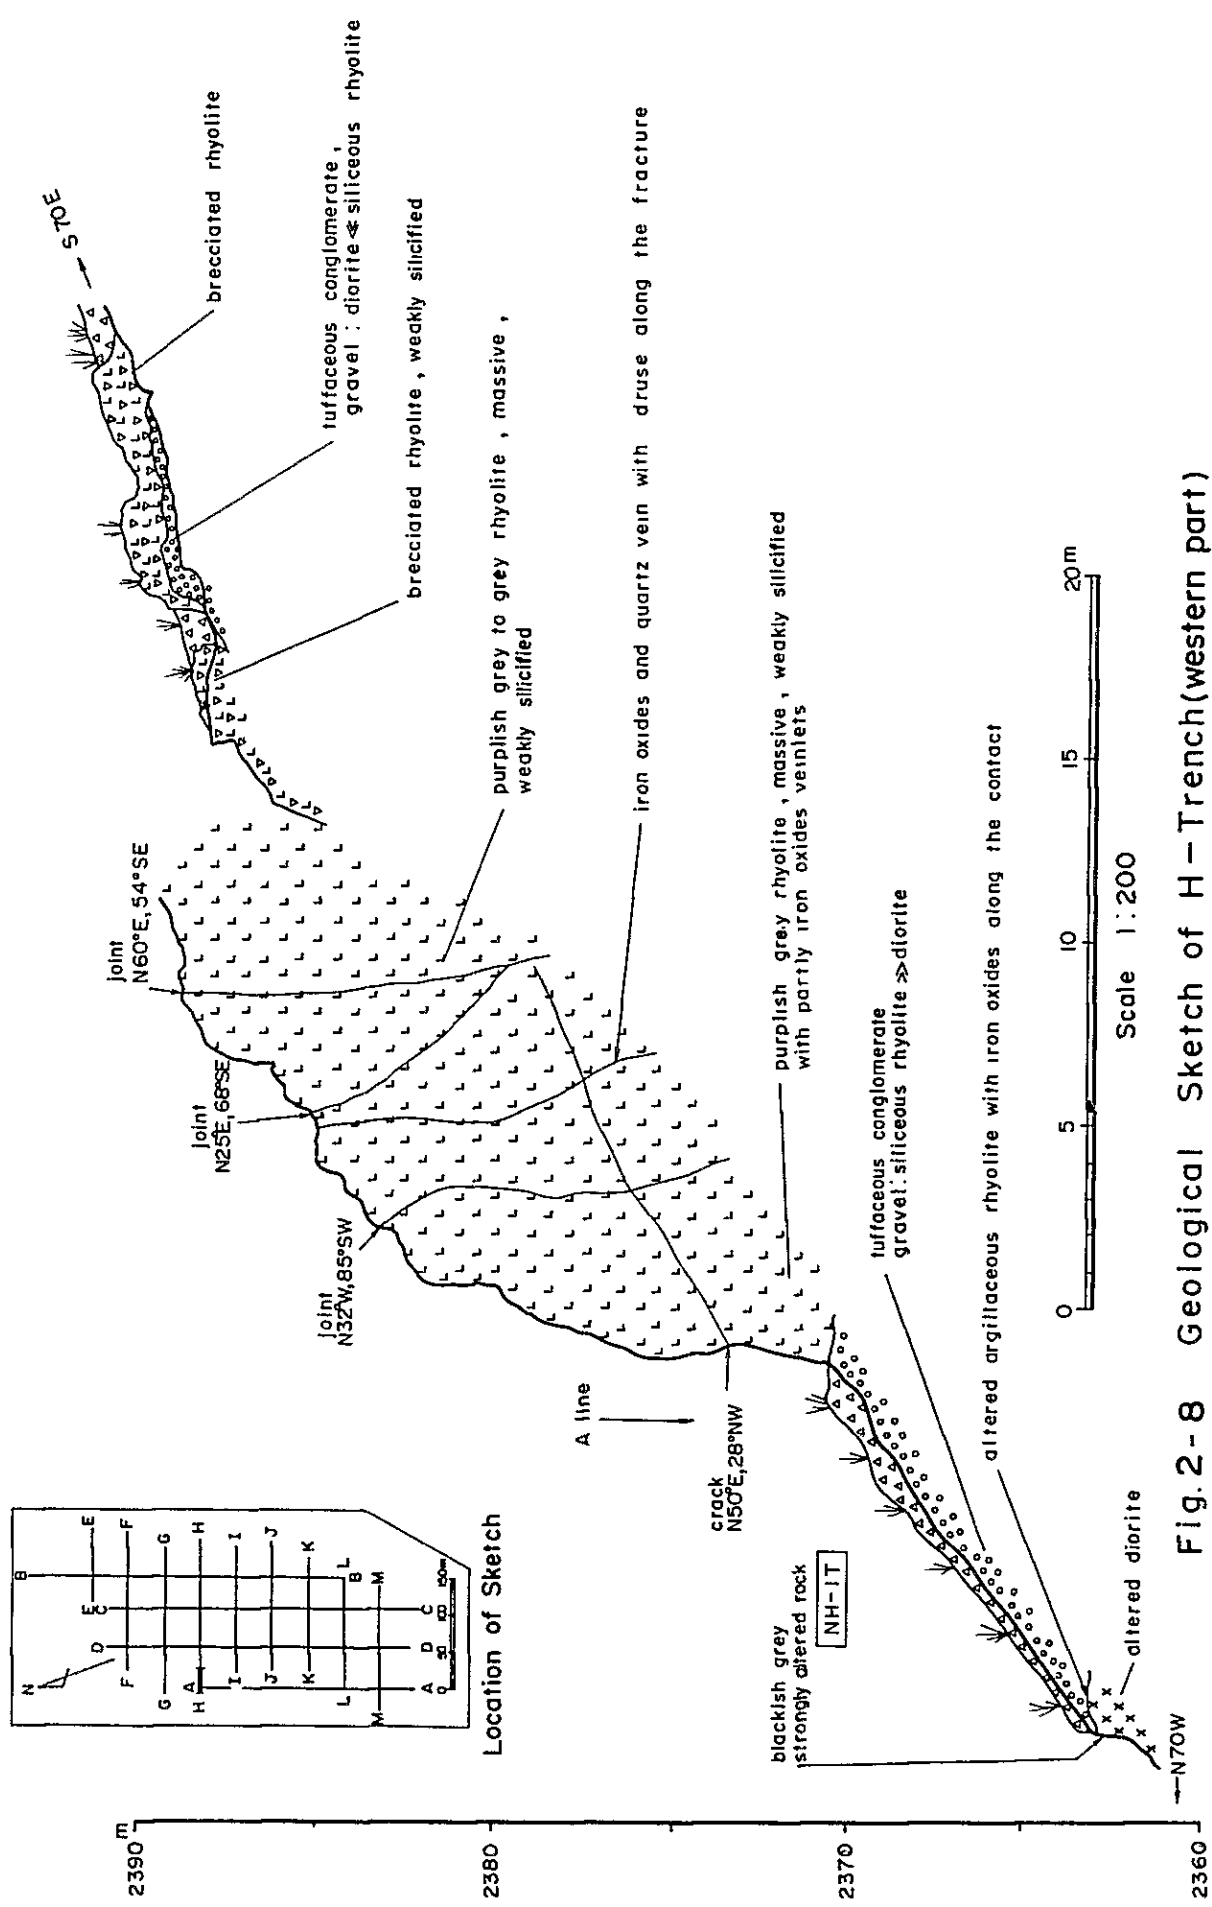 2390
m
2380
2370
2360
N
A
H
B
E
C
D
F
G
H
I
J
K
L
M
E
F
G
H
I
J
K
L
B
M
A
D
C
0
50
100
150m
Location of Sketch
S70E
brecciated rhyolite
tuffaceous conglomerate,
gravel : diorite ≪ siliceous rhyolite
brecciated rhyolite, weakly silicified
purplish grey to grey rhyolite, massive,
weakly silicified
iron oxides and quartz vein with druse along the fracture
joint
N60°E,54°SE
joint
N25°E,68°SE
joint
N32°W,85°SW
A line
crack
N50°E,28°NW
purplish grey rhyolite, massive, weakly silicified
with partly iron oxides veinlets
tuffaceous conglomerate
gravel: siliceous rhyolite ≫ diorite
altered argillaceous rhyolite with iron oxides along the contact
blackish grey
strongly altered rock
NH-1T
altered diorite
N70W
0
5
10
15
20m
Scale 1:200
Fig. 2-8 Geological Sketch of H-Trench (western part)